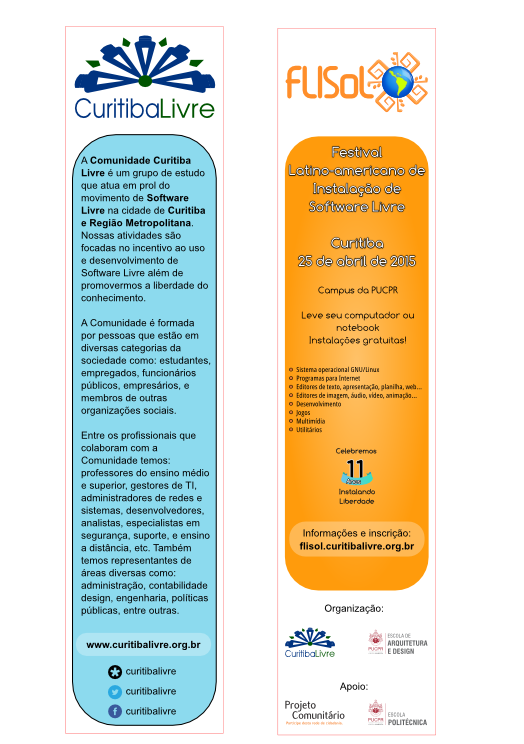 CuritibaLivre
A Comunidade Curitiba
Livre é um grupo de estudo
que atua em prol do
movimento de Software
Livre na cidade de Curitiba
e Região Metropolitana.
Nossas atividades são
focadas no incentivo ao uso
e desenvolvimento de
Software Livre além de
promovermos a liberdade do
conhecimento.
A Comunidade é formada
por pessoas que estão em
diversas categorias da
sociedade como: estudantes,
empregados, funcionários
públicos, empresários, e
membros de outras
organizações sociais.
Entre os profissionais que
colaboram com a
Comunidade temos:
professores do ensino médio
e superior, gestores de TI,
administradores de redes e
sistemas, desenvolvedores,
analistas, especialistas em
segurança, suporte, e ensino
a distância, etc. Também
temos representantes de
áreas diversas como:
administração, contabilidade
design, engenharia, políticas
públicas, entre outras.
www.curitibalivre.org.br
curitibalivre
curitibalivre
curitibalivre
FLISoL
Festival
Latino-americano de
Instalação de
Software Livre
Curitiba
25 de abril de 2015
Campus da PUCPR
Leve seu computador ou
notebook
Instalações gratuitas!
Sistema operacional GNU/Linux
Programas para Internet
Editores de texto, apresentação, planilha, web...
Editores de imagem, áudio, vídeo, animação...
Desenvolvimento
Jogos
Multimídia
Utilitários
Celebremos
11
Anos
Instalando
Liberdade
Informações e inscrição:
flisol.curitibalivre.org.br
Organização:
CuritibaLivre
PUCPR
ESCOLA DE
ARQUITETURA
E DESIGN
Apoio:
Projeto
Comunitário
PUCPR
ESCOLA
POLITÉCNICA